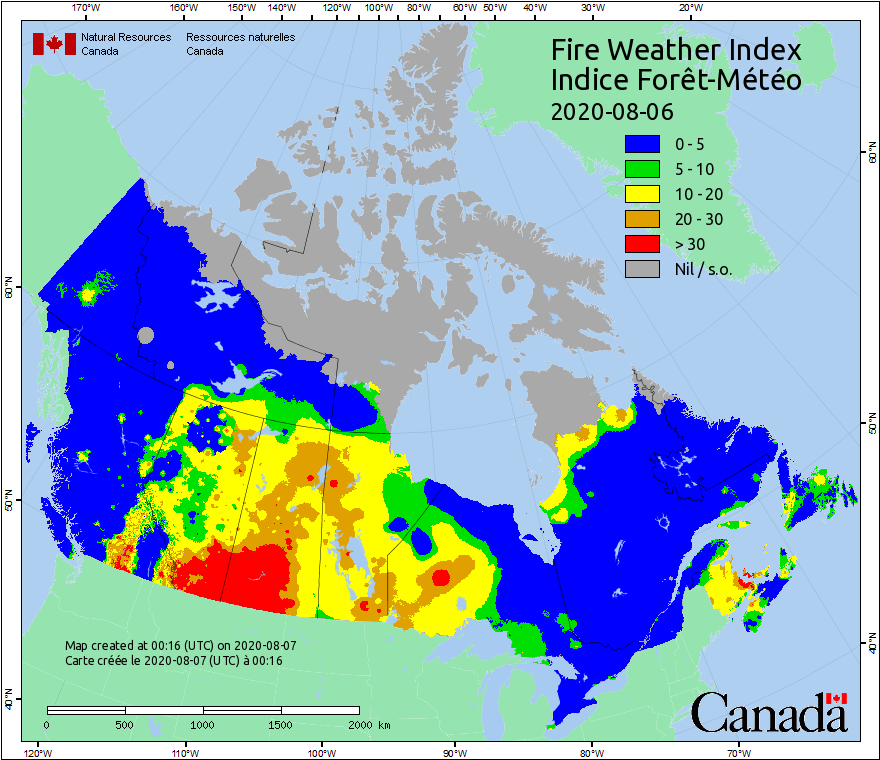 170°W 160°W 150°W 140°W 120°W 100°W 80°W 60°W 50°W 40°W 30°W 20°W
Natural Resources Canada
Ressources naturelles Canada
Fire Weather Index
Indice Forêt-Météo
2020-08-06
0 - 5
5 - 10
10 - 20
20 - 30
> 30
Nil / s.o.
60°N
50°N
40°N
60°N
50°N
40°N
Map created at 00:16 (UTC) on 2020-08-07
Carte créée le 2020-08-07 (UTC) à 00:16
0 500 1000 1500 2000 km
Canada
120°W 110°W 100°W 90°W 80°W 70°W